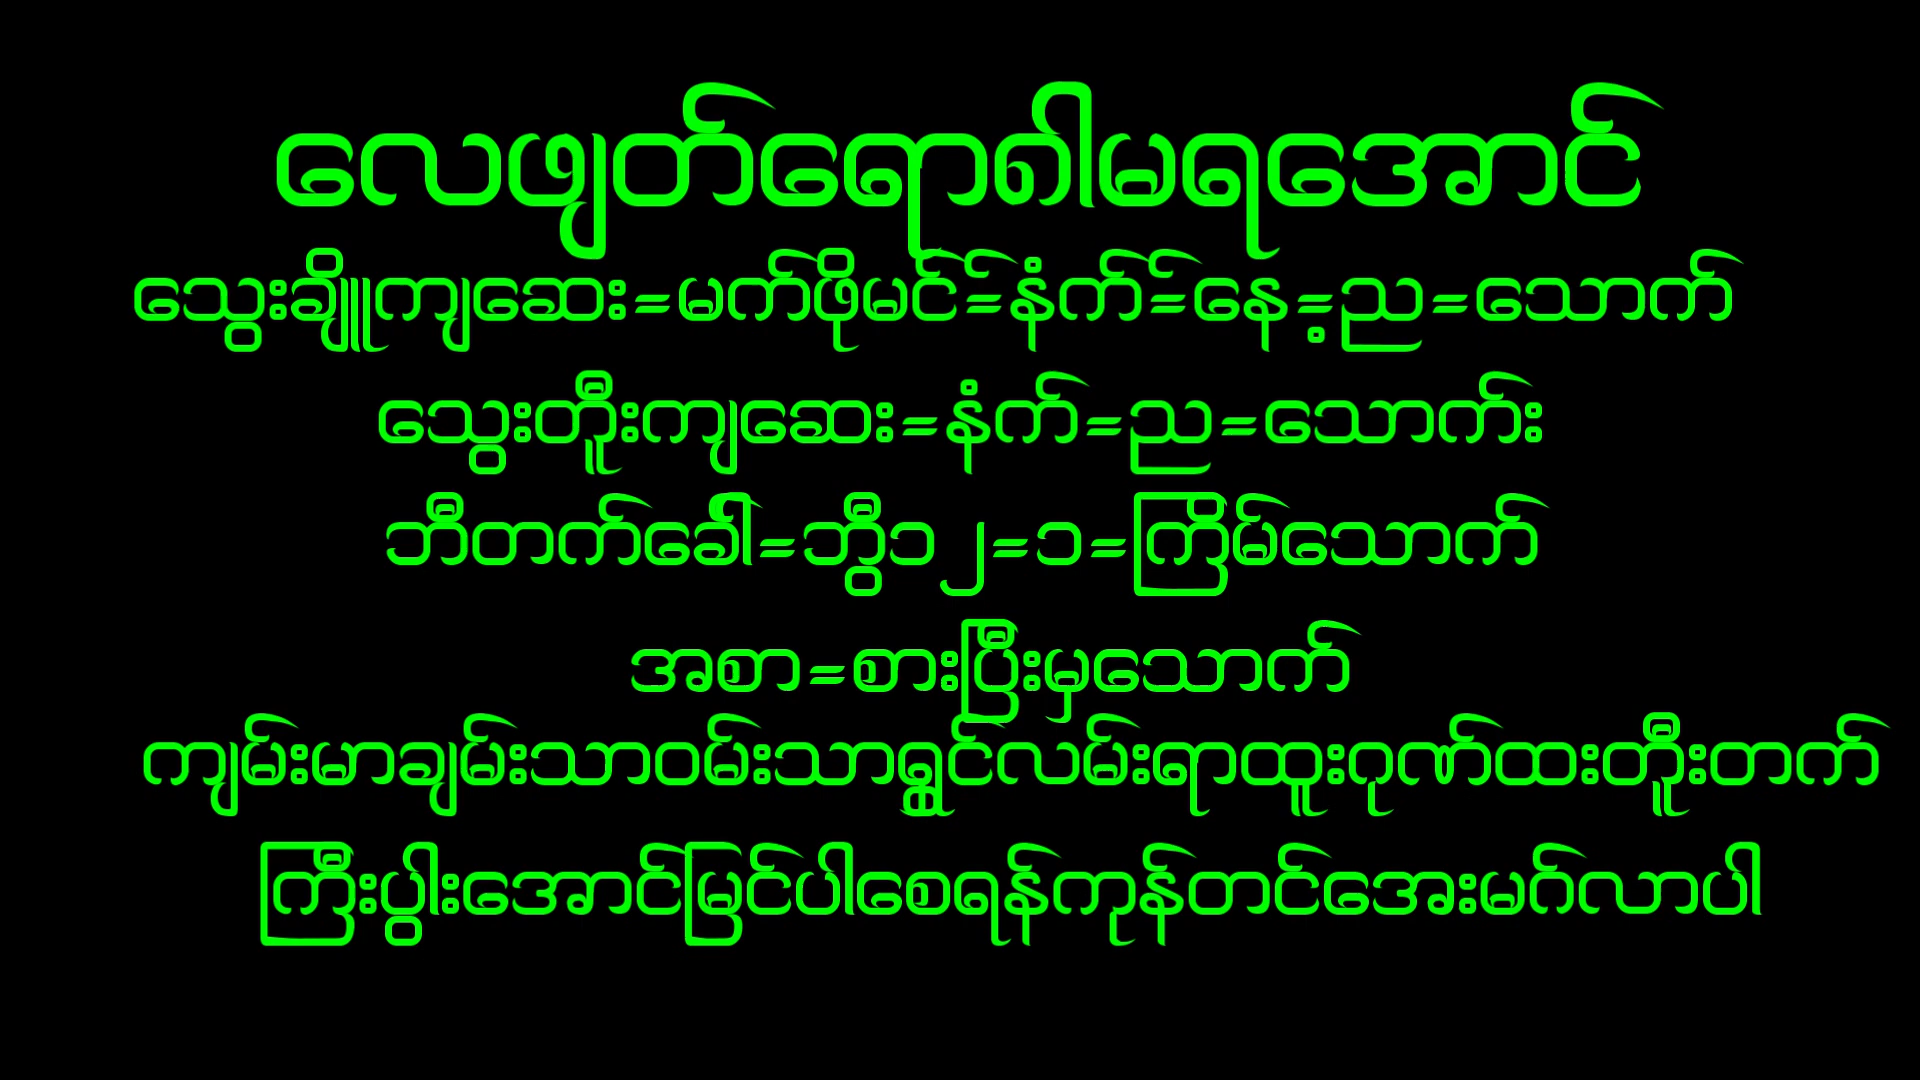 လေဖျတ်ရောဂါမရအောင်
သွေးချိူကျဆေး=မက်ဖိုမင်=်နံက်=်နေ=့ည=သောက်
သွေးတိူးကျဆေး=နံက်=ည=သောက်း
ဘီတက်ခေါ်=ဘွီ၁၂=၁=ကြိမ်သောက်
အစာ=စားပြီးမှသောက်
ကျမ်းမာချမ်းသာဝမ်းသာရွှင်လမ်းရာထူးဂုဏ်ထးတိူးတက်
ကြီးပွါးအောင်မြင်ပါစေရန်ကုန်တင်အေးမဂ်လာပါ